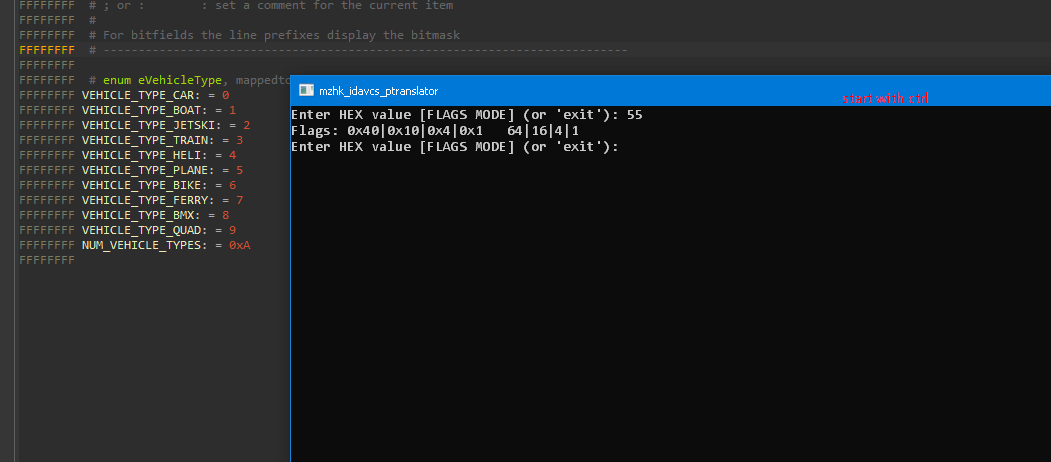 FFFFFFFF # ; or : : set a comment for the current item
FFFFFFFF #
FFFFFFFF # For bitfields the line prefixes display the bitmask
FFFFFFFF # ---------------------------------------------------------------------------
FFFFFFFF
FFFFFFFF # enum eVehicleType, mappedto
FFFFFFFF VEHICLE_TYPE_CAR: = 0
FFFFFFFF VEHICLE_TYPE_BOAT: = 1
FFFFFFFF VEHICLE_TYPE_JETSKI: = 2
FFFFFFFF VEHICLE_TYPE_TRAIN: = 3
FFFFFFFF VEHICLE_TYPE_HELI: = 4
FFFFFFFF VEHICLE_TYPE_PLANE: = 5
FFFFFFFF VEHICLE_TYPE_BIKE: = 6
FFFFFFFF VEHICLE_TYPE_FERRY: = 7
FFFFFFFF VEHICLE_TYPE_BMX: = 8
FFFFFFFF VEHICLE_TYPE_QUAD: = 9
FFFFFFFF NUM_VEHICLE_TYPES: = 0xA
FFFFFFFF
mzhk_idavcs_ptranslator
start with
Enter HEX value [FLAGS MODE] (or 'exit'): 55
Flags: 0x40|0x10|0x4|0x1 64|16|4|1
Enter HEX value [FLAGS MODE] (or 'exit'):